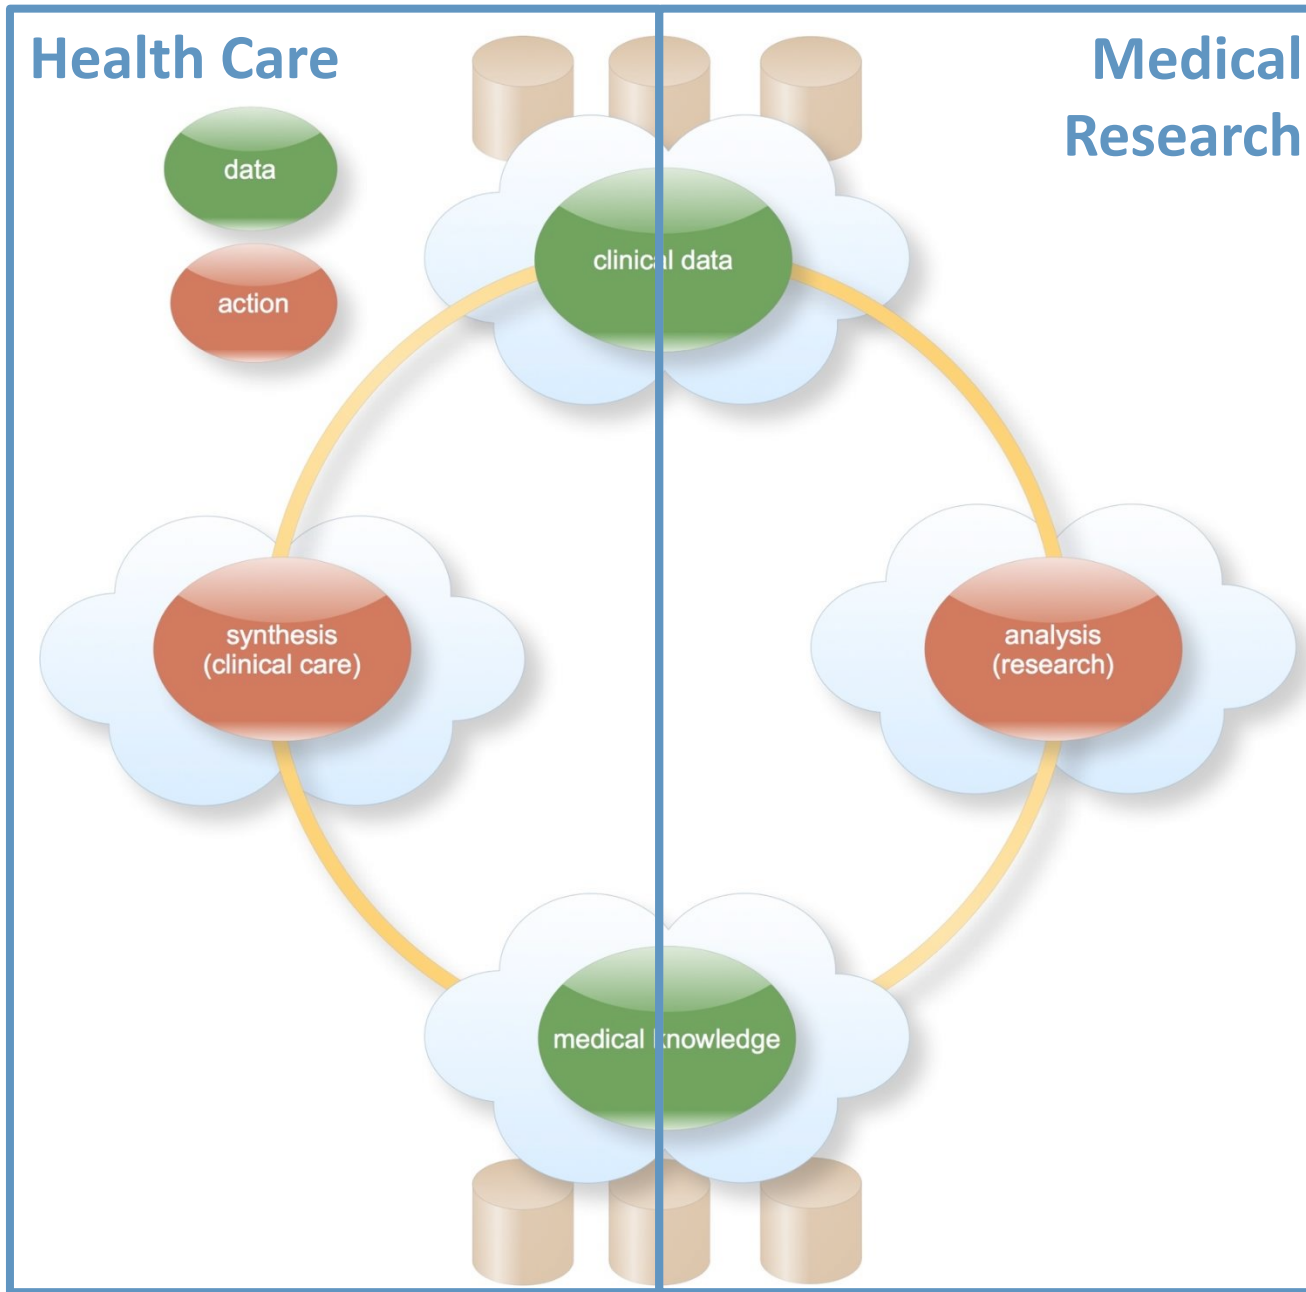 Health Care
Medical
Research
data
action
clinical data
synthesis
(clinical care)
analysis
(research)
medical knowledge